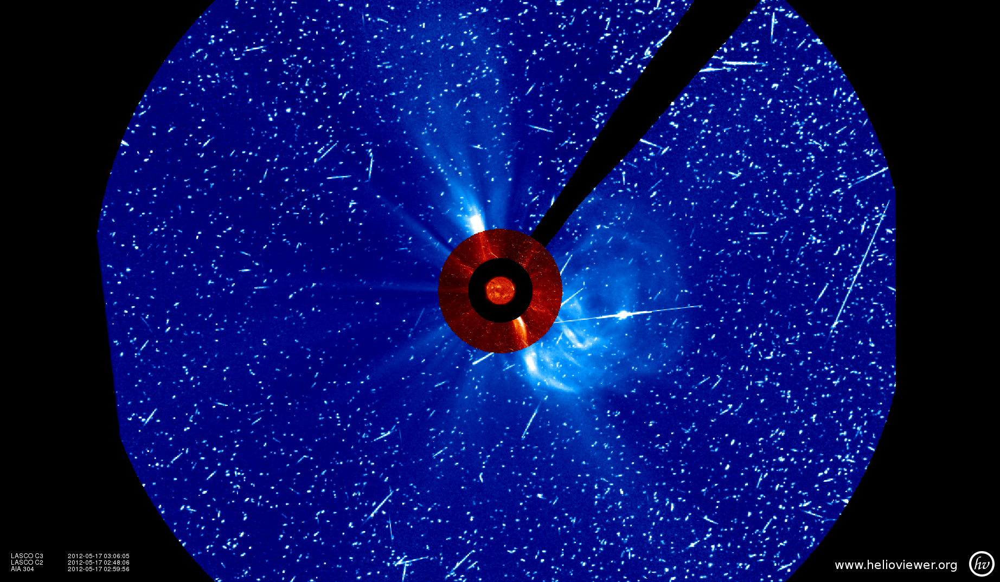 LASCO C3 2012-05-17 03:06:05
LASCO C2 2012-05-17 02:48:06
AIA 304 2012-05-17 02:59:56
www.helioviewer.org
hv